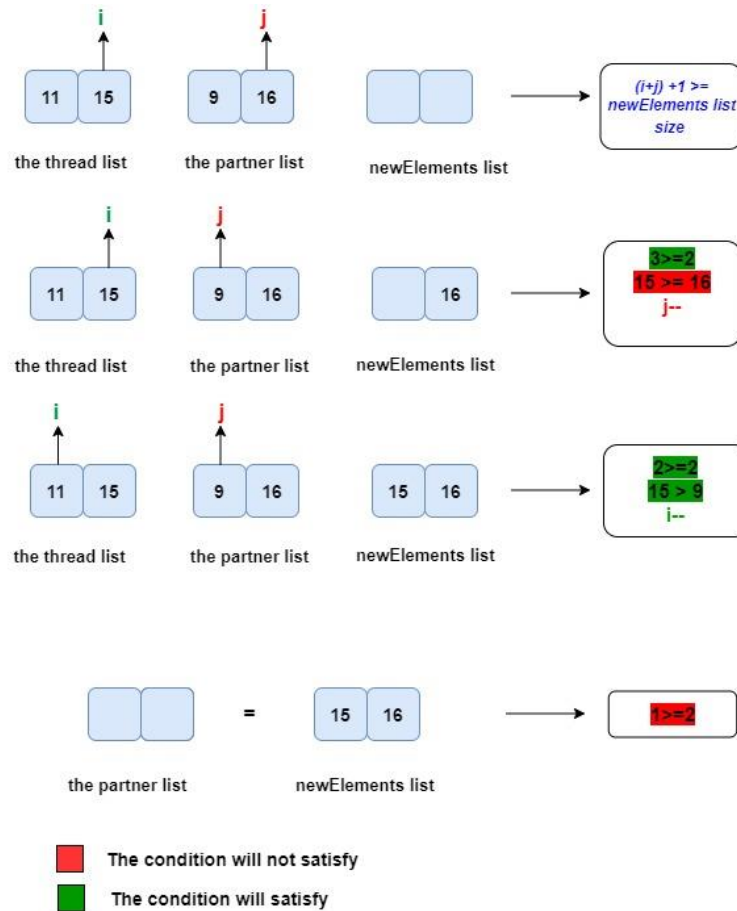 i j
11 15 9 16 (i+j) +1 >=
newElements list
size
the thread list the partner list newElements list
i j
11 15 9 16 16 3>=2
15 >= 16
j--
the thread list the partner list newElements list
i j
11 15 9 16 15 16 2>=2
15 > 9
i--
the thread list the partner list newElements list
= 15 16 1>=2
the partner list newElements list
The condition will not satisfy
The condition will satisfy